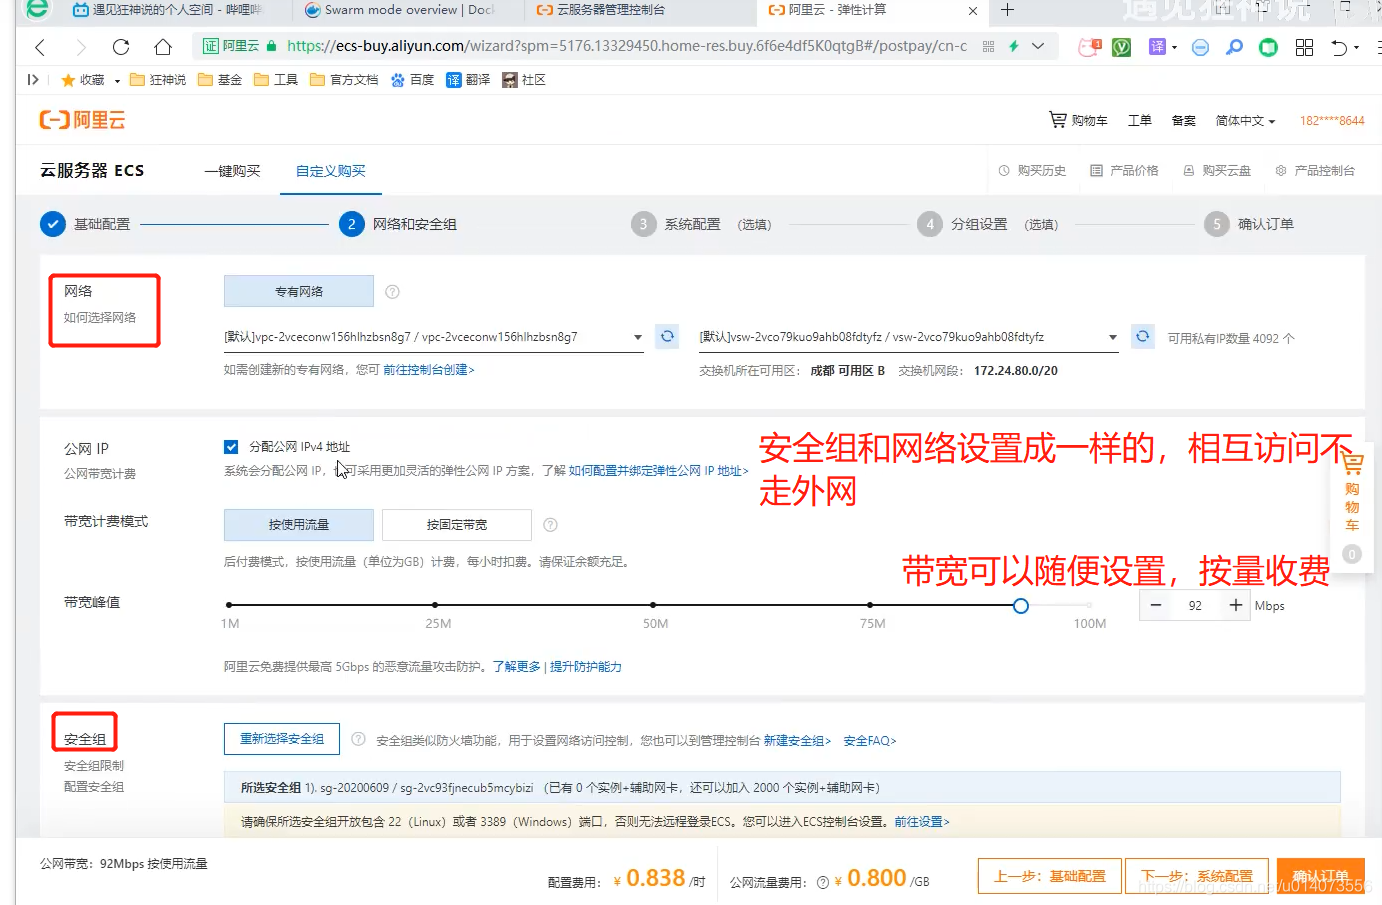 遇见狂神说的个人空间 - 哔哩哔 Swarm mode overview | Dock 云服务器管理控制台 阿里云 - 弹性计算
遇见狂神说
证 阿里云 https://ecs-buy.aliyun.com/wizard?spm=5176.13329450.home-res.buy.6f6e4df5K0qtgB#/postpay/cn-c
收藏 狂神说 基金 工具 官方文档 百度 译 翻译 社区
阿里云 购物车 工单 备案 简体中文 182****8644
云服务器 ECS 一键购买 自定义购买 购买历史 产品价格 购买云盘 产品控制台
基础配置 2 网络和安全组 3 系统配置 (选填) 4 分组设置 (选填) 5 确认订单
网络 专有网络
如何选择网络
[默认]vpc-2vceconw156hlhzbsn8g7 / vpc-2vceconw156hlhzbsn8g7 [默认]vsw-2vco79kuo9ahb08fdtyfz / vsw-2vco79kuo9ahb08fdtyfz 可用私有IP数量 4092 个
如需创建新的专有网络，您可 前往控制台创建> 交换机所在可用区： 成都 可用区 B 交换机网段： 172.24.80.0/20
公网 IP 分配公网 IPv4 地址
公网带宽计费 系统会分配公网 IP，也可采用更加灵活的弹性公网 IP 方案，了解 如何配置并绑定弹性公网 IP 地址>
安全组和网络设置成一样的，相互访问不
走外网
购物车
0
带宽计费模式 按使用流量 按固定带宽
后付费模式，按使用流量（单位为GB）计费，每小时扣费。请保证余额充足。
带宽可以随便设置，按量收费
带宽峰值 92 Mbps
1M 25M 50M 75M 100M
阿里云免费提供最高 5Gbps 的恶意流量攻击防护。了解更多 | 提升防护能力
安全组 重新选择安全组 安全组类似防火墙功能，用于设置网络访问控制，您也可以到管理控制台 新建安全组> 安全FAQ>
安全组限制
配置安全组
所选安全组 1). sg-20200609 / sg-2vc93fjnecub5mcybizi （已有 0 个实例+辅助网卡，还可以加入 2000 个实例+辅助网卡）
请确保所选安全组开放包含 22（Linux）或者 3389（Windows）端口，否则无法远程登录ECS。您可以进入ECS控制台设置。前往设置>
公网带宽：92Mbps 按使用流量
配置费用： ¥ 0.838 /时 公网流量费用： ¥ 0.800 /GB 上一步：基础配置 下一步：系统配置 确认订单
https://blog.csdn.net/u014073556